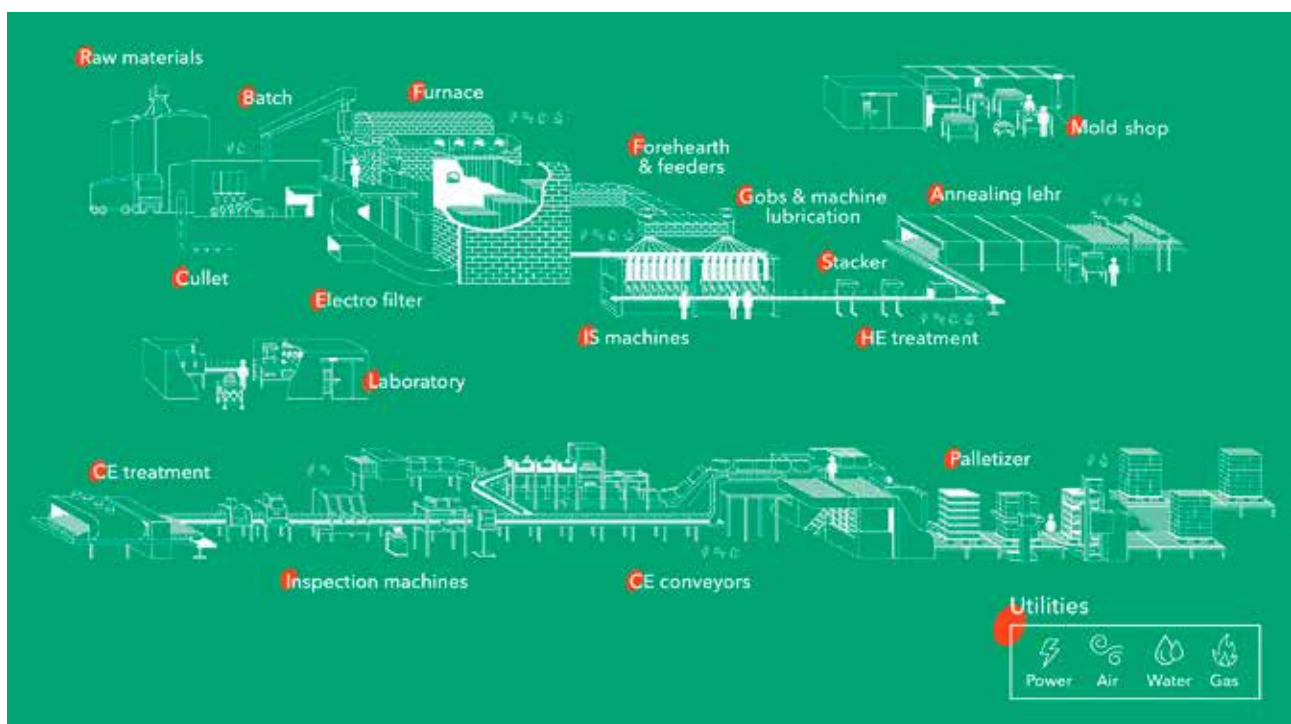 Raw materials
Batch
Furnace
Forehearth
& feeders
Mold shop
Gobs & machine
lubrication
Annealing lehr
Stacker
Cullet
Electro filter
IS machines
HE treatment
Laboratory
CE treatment
Palletizer
Inspection machines
CE conveyors
Utilities
Power Air Water Gas